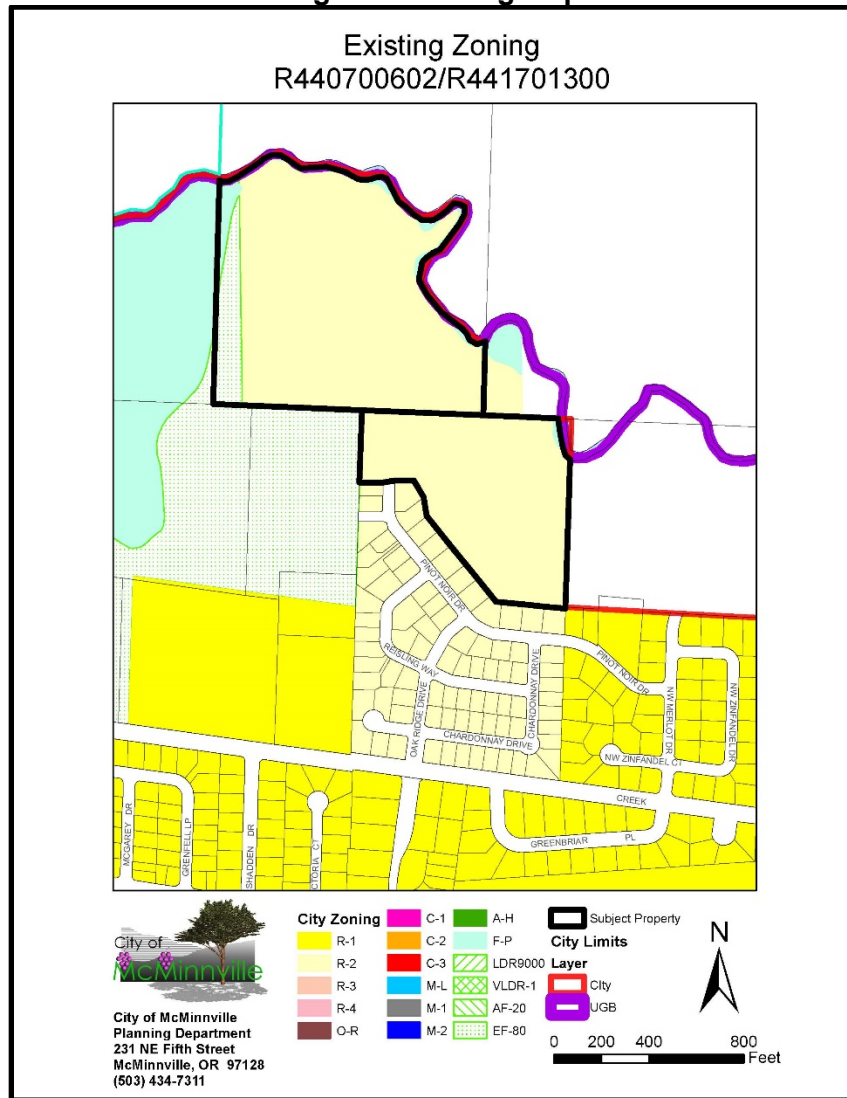 Existing Zoning
R440700602/R441701300
PINOT NOIR DR
REISLING WAY
OAK RIDGE DRIVE
CHARDONNAY DRIVE
CHARDONNAY DRIVE
PINOT NOIR DR
NW MERLOT DR
NW ZINFANDEL DR
NW ZINFANDEL CT
CREEK
GREENBRIAR PL
MCGAREY DR
GRENFELL LP
SHADDEN DR
CTORIA CT
City of
McMinnville
City of McMinnville
Planning Department
231 NE Fifth Street
McMinnville, OR 97128
(503) 434-7311
City Zoning
R-1
R-2
R-3
R-4
O-R
C-1
C-2
C-3
M-L
M-1
M-2
A-H
F-P
LDR9000
VLDR-1
AF-20
EF-80
Subject Property
City Limits
Layer
City
UGB
N
0 200 400 800
Feet